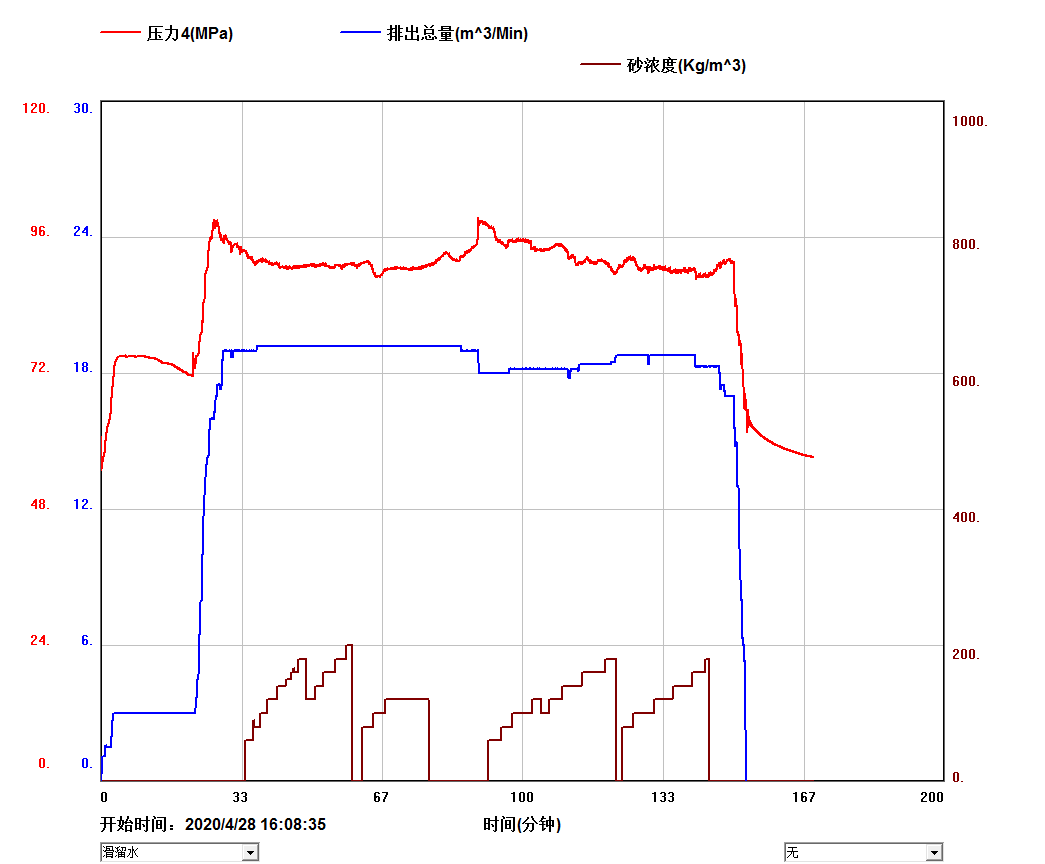 压力4(MPa) 排出总量(m^3/Min)
砂浓度(Kg/m^3)
120. 30. 1000.
96. 24. 800.
72. 18. 600.
48. 12. 400.
24. 6. 200.
0. 0. 0.
0 33 67 100 133 167 200
开始时间：2020/4/28 16:08:35 时间(分钟)
滑溜水 无